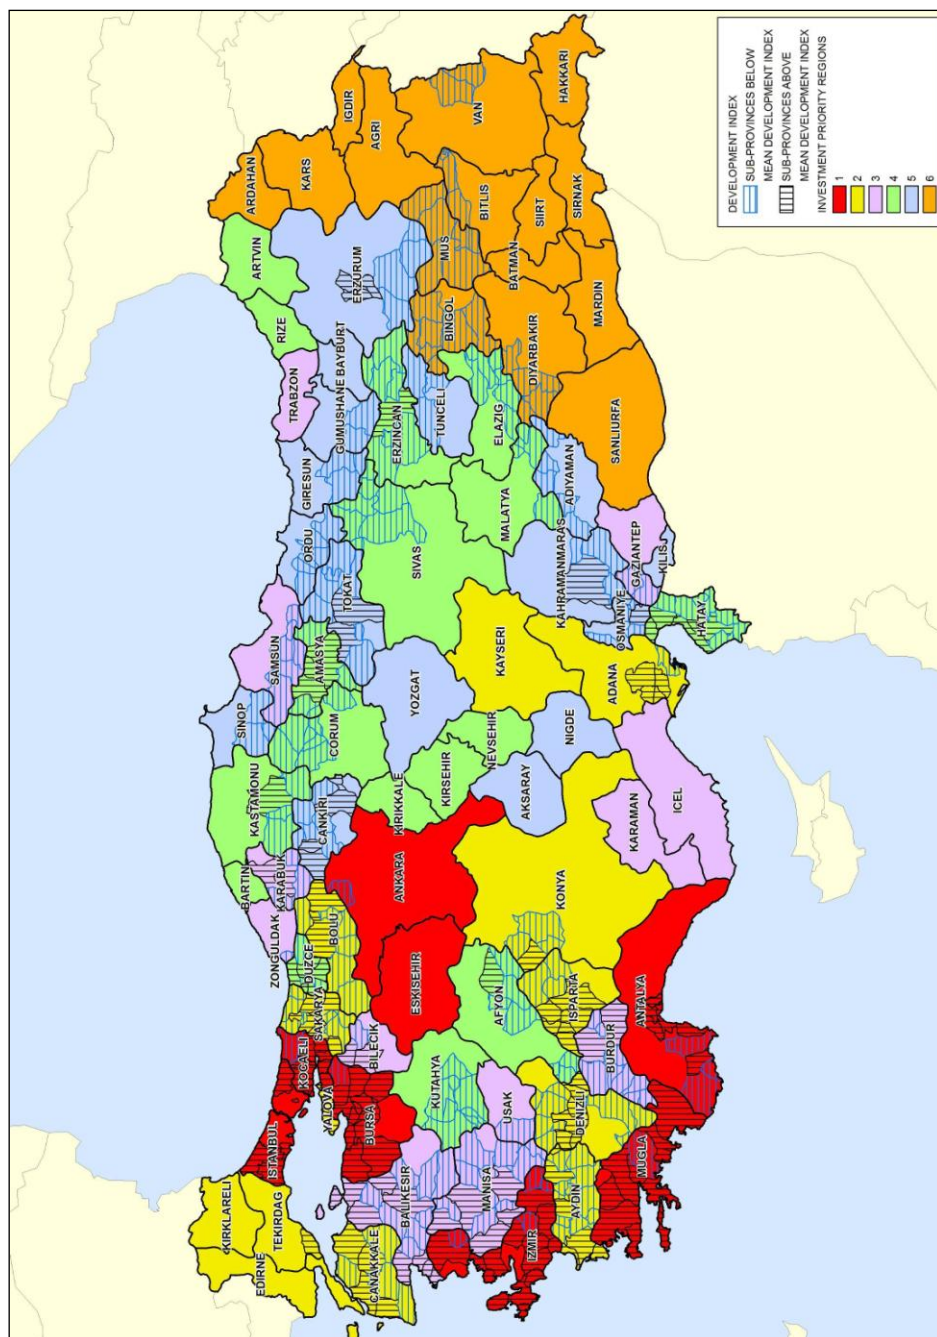 KIRKLARELI
EDIRNE
TEKIRDAG
ISTANBUL
KOCAELI
YALOVA
SAKARYA
DUZCE
BOLU
ZONGULDAK
BARTIN
KARABUK
KASTAMONU
CANKIRI
SINOP
SAMSUN
CORUM
AMASYA
TOKAT
ORDU
GIRESUN
TRABZON
GUMUSHANE
BAYBURT
RIZE
ARTVIN
ARDAHAN
KARS
IGDIR
AGRI
ERZURUM
ERZINCAN
CANAKKALE
BURSA
BILECIK
BALIKESIR
KUTAHYA
ESKISEHIR
ANKARA
KIRIKKALE
KIRSEHIR
YOZGAT
SIVAS
TUNCELI
BINGOL
MUS
BITLIS
VAN
MANISA
USAK
AFYON
IZMIR
AYDIN
DENIZLI
ISPARTA
BURDUR
MUGLA
ANTALYA
KONYA
AKSARAY
NEVSEHIR
NIGDE
KAYSERI
KARAMAN
ICEL
ADANA
MALATYA
ELAZIG
KAHRAMANMARAS
ADIYAMAN
OSMANIYE
GAZIANTEP
KILIS
HATAY
DIYARBAKIR
BATMAN
SIIRT
SIRNAK
HAKKARI
MARDIN
SANLIURFA
DEVELOPMENT INDEX
SUB-PROVINCES BELOW
MEAN DEVELOPMENT INDEX
SUB-PROVINCES ABOVE
MEAN DEVELOPMENT INDEX
INVESTMENT PRIORITY REGIONS
1
2
3
4
5
6